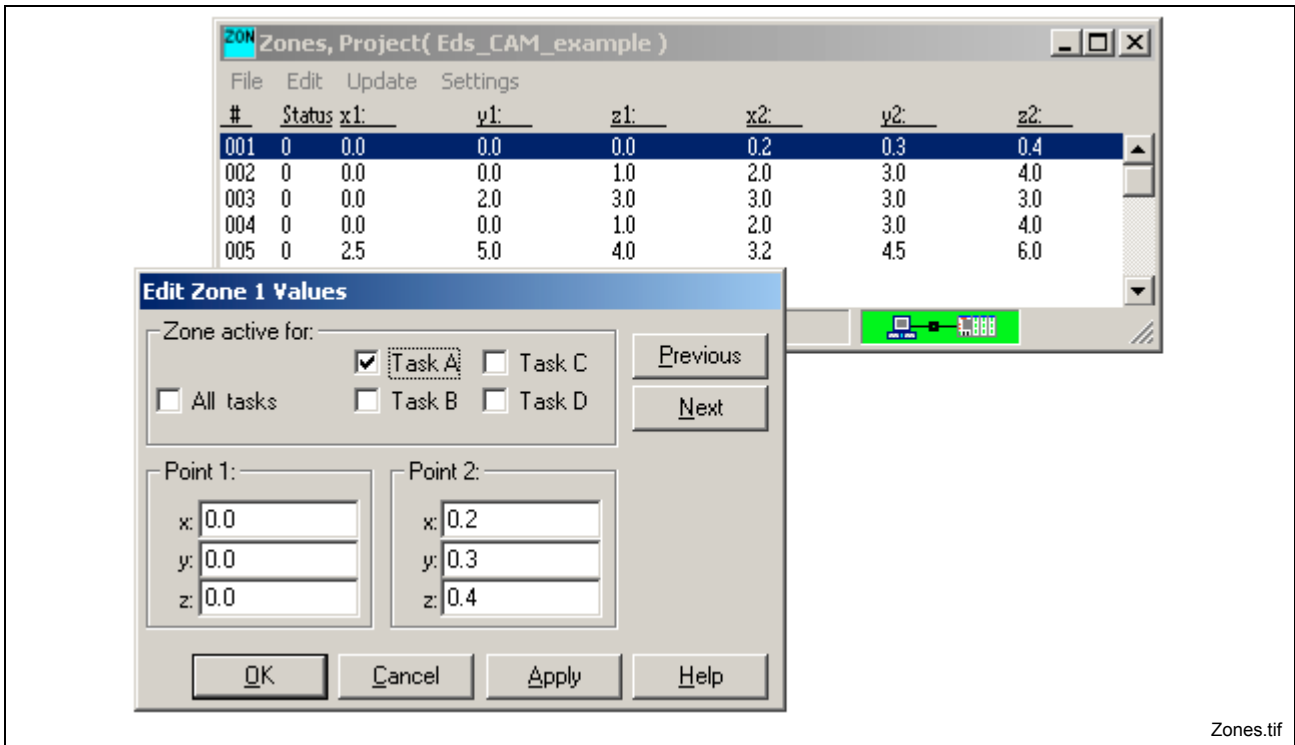 ZON Zones, Project( Eds_CAM_example )
File Edit Update Settings
# Status x1: y1: z1: x2: y2: z2:
001 0 0.0 0.0 0.0 0.2 0.3 0.4
002 0 0.0 0.0 1.0 2.0 3.0 4.0
003 0 0.0 2.0 3.0 3.0 3.0 3.0
004 0 0.0 0.0 1.0 2.0 3.0 4.0
005 0 2.5 5.0 4.0 3.2 4.5 6.0
Edit Zone 1 Values
Zone active for:
Task A Task C
All tasks Task B Task D
Previous
Next
Point 1:
x: 0.0
y: 0.0
z: 0.0
Point 2:
x: 0.2
y: 0.3
z: 0.4
OK Cancel Apply Help
Zones.tif